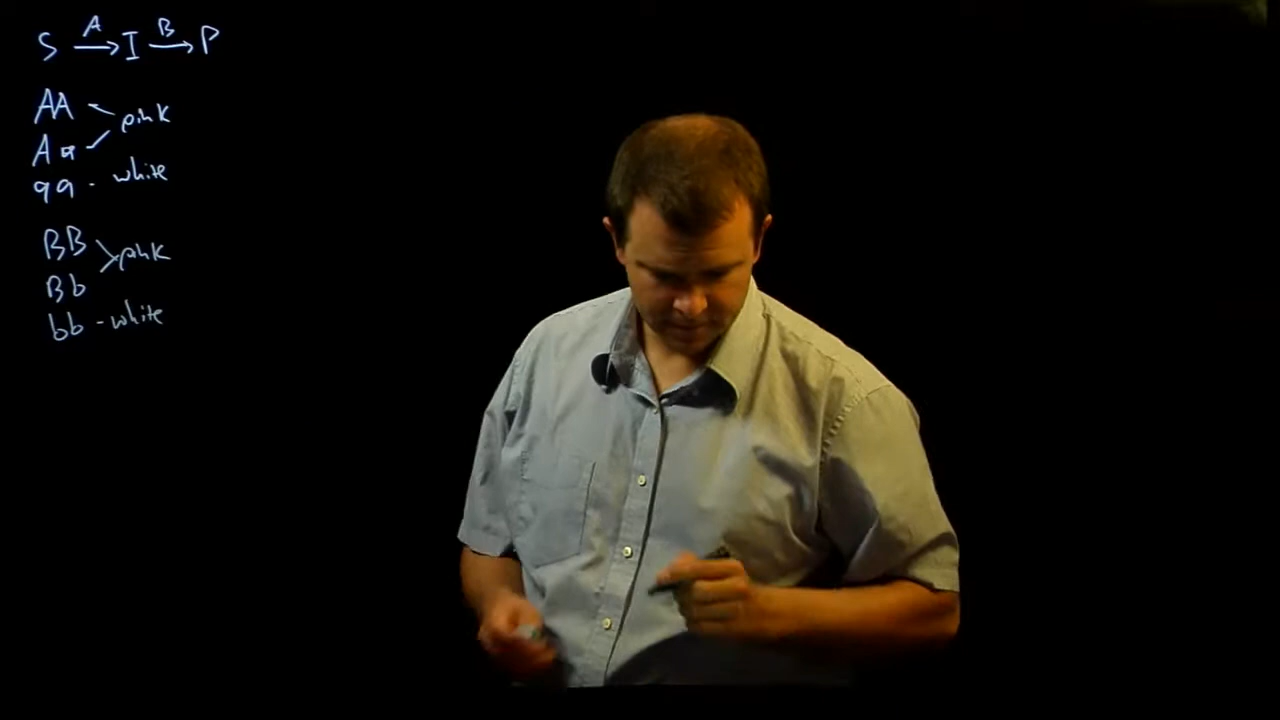 S A→ I B→ P
AA
pink
Aa
aa - white
BB
pink
Bb
bb - white